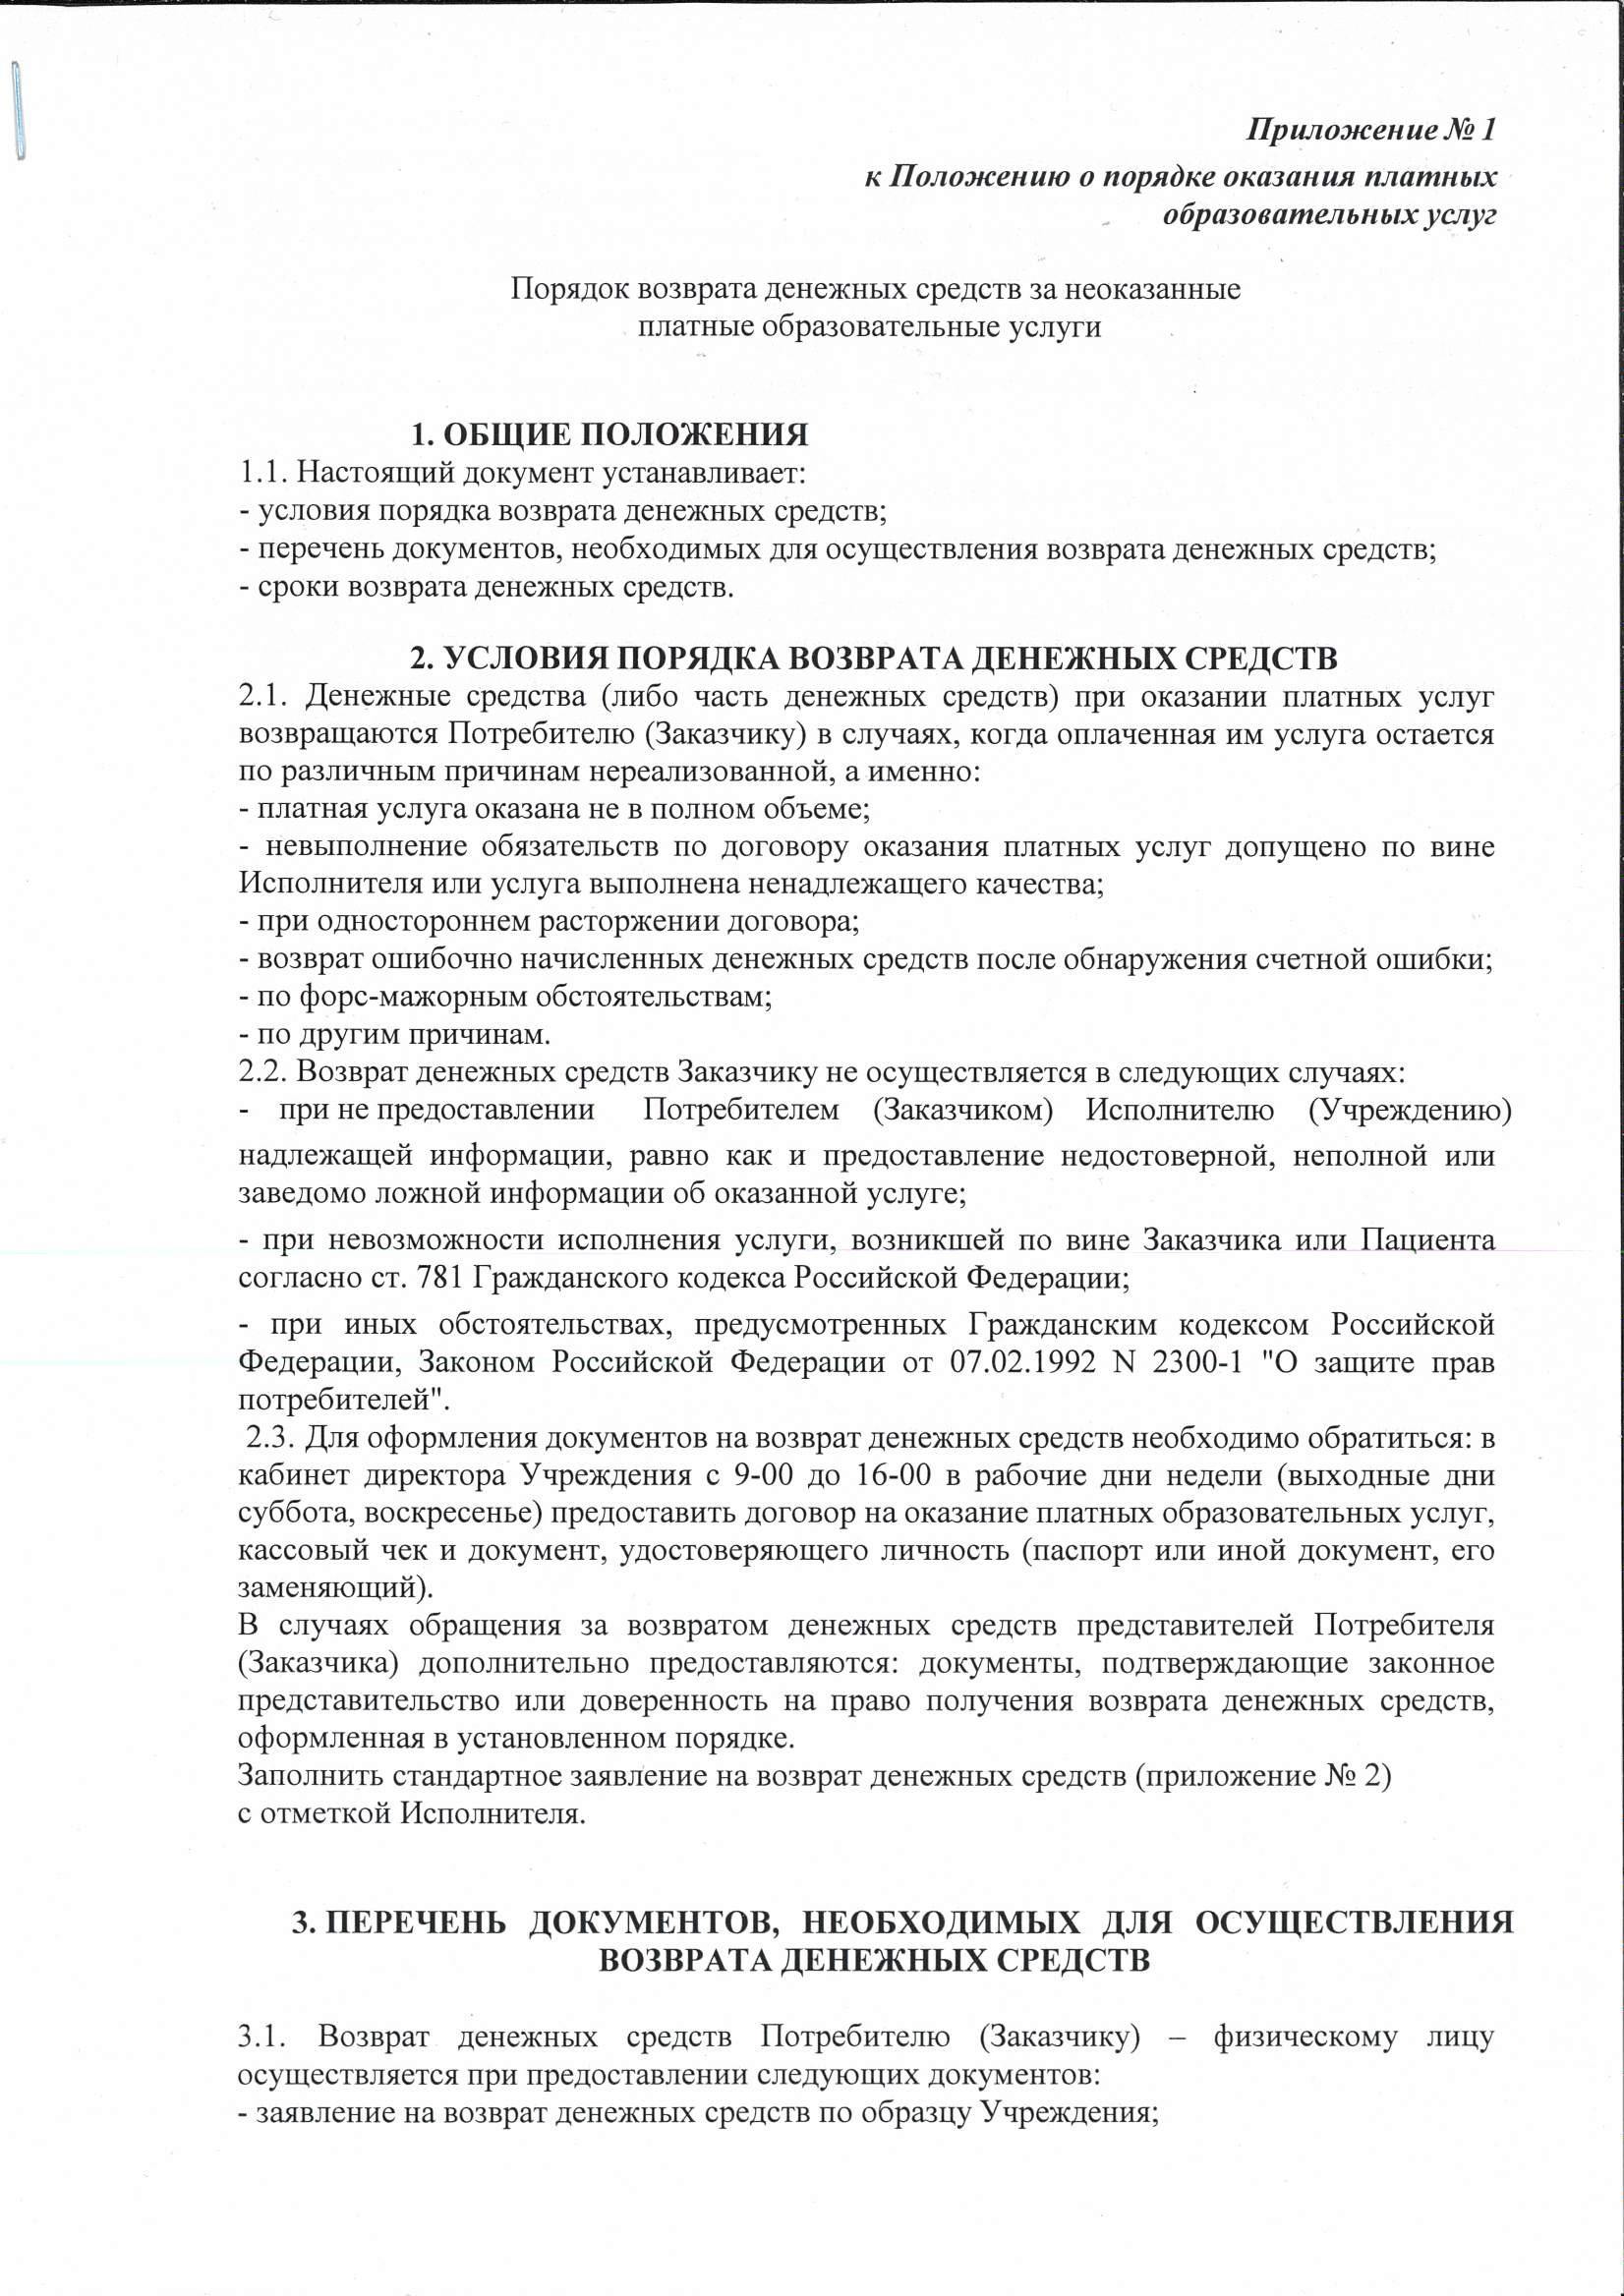 Приложение № 1
к Положению о порядке оказания платных
образовательных услуг
Порядок возврата денежных средств за неоказанные
платные образовательные услуги
1. ОБЩИЕ ПОЛОЖЕНИЯ
1.1. Настоящий документ устанавливает:
- условия порядка возврата денежных средств;
- перечень документов, необходимых для осуществления возврата денежных средств;
- сроки возврата денежных средств.
2. УСЛОВИЯ ПОРЯДКА ВОЗВРАТА ДЕНЕЖНЫХ СРЕДСТВ
2.1. Денежные средства (либо часть денежных средств) при оказании платных услуг
возвращаются Потребителю (Заказчику) в случаях, когда оплаченная им услуга остается
по различным причинам нереализованной, а именно:
- платная услуга оказана не в полном объеме;
- невыполнение обязательств по договору оказания платных услуг допущено по вине
Исполнителя или услуга выполнена ненадлежащего качества;
- при одностороннем расторжении договора;
- возврат ошибочно начисленных денежных средств после обнаружения счетной ошибки;
- по форс-мажорным обстоятельствам;
- по другим причинам.
2.2. Возврат денежных средств Заказчику не осуществляется в следующих случаях:
- при не предоставлении Потребителем (Заказчиком) Исполнителю (Учреждению)
надлежащей информации, равно как и предоставление недостоверной, неполной или
заведомо ложной информации об оказанной услуге;
- при невозможности исполнения услуги, возникшей по вине Заказчика или Пациента
согласно ст. 781 Гражданского кодекса Российской Федерации;
- при иных обстоятельствах, предусмотренных Гражданским кодексом Российской
Федерации, Законом Российской Федерации от 07.02.1992 N 2300-1 "О защите прав
потребителей".
2.3. Для оформления документов на возврат денежных средств необходимо обратиться: в
кабинет директора Учреждения с 9-00 до 16-00 в рабочие дни недели (выходные дни
суббота, воскресенье) предоставить договор на оказание платных образовательных услуг,
кассовый чек и документ, удостоверяющего личность (паспорт или иной документ, его
заменяющий).
В случаях обращения за возвратом денежных средств представителей Потребителя
(Заказчика) дополнительно предоставляются: документы, подтверждающие законное
представительство или доверенность на право получения возврата денежных средств,
оформленная в установленном порядке.
Заполнить стандартное заявление на возврат денежных средств (приложение № 2)
с отметкой Исполнителя.
3. ПЕРЕЧЕНЬ ДОКУМЕНТОВ, НЕОБХОДИМЫХ ДЛЯ ОСУЩЕСТВЛЕНИЯ
ВОЗВРАТА ДЕНЕЖНЫХ СРЕДСТВ
3.1. Возврат денежных средств Потребителю (Заказчику) – физическому лицу
осуществляется при предоставлении следующих документов:
- заявление на возврат денежных средств по образцу Учреждения;